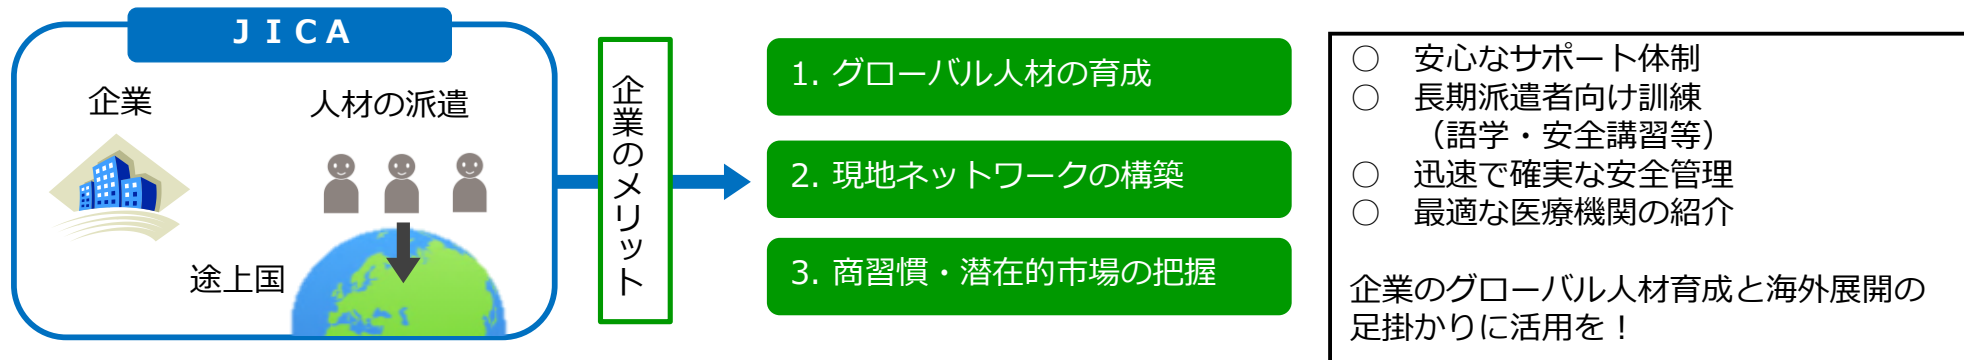 ＪＩＣＡ
企業
人材の派遣
途上国
企業のメリット
1. グローバル人材の育成
2. 現地ネットワークの構築
3. 商習慣・潜在的市場の把握
○　安心なサポート体制
○　長期派遣者向け訓練
（語学・安全講習等）
○　迅速で確実な安全管理
○　最適な医療機関の紹介
企業のグローバル人材育成と海外展開の
足掛かりに活用を！